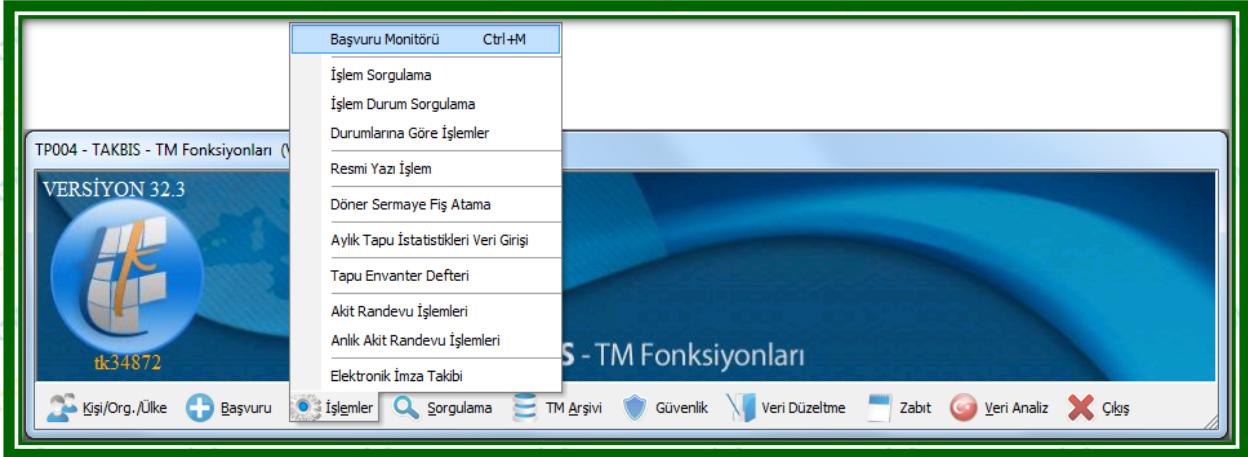 Başvuru Monitörü Ctrl+M
İşlem Sorgulama
İşlem Durum Sorgulama
Durumlarına Göre İşlemler
Resmi Yazı İşlem
Döner Sermaye Fiş Atama
Aylık Tapu İstatistikleri Veri Girişi
Tapu Envanter Defteri
Akit Randevu İşlemleri
Anlık Akit Randevu İşlemleri
Elektronik İmza Takibi
TP004 - TAKBIS - TM Fonksiyonları
VERSİYON 32.3
tk34872
S - TM Fonksiyonları
Kişi/Org./Ülke Başvuru İşlemler Sorgulama TM Arşivi Güvenlik Veri Düzeltme Zabıt Veri Analiz Çıkış